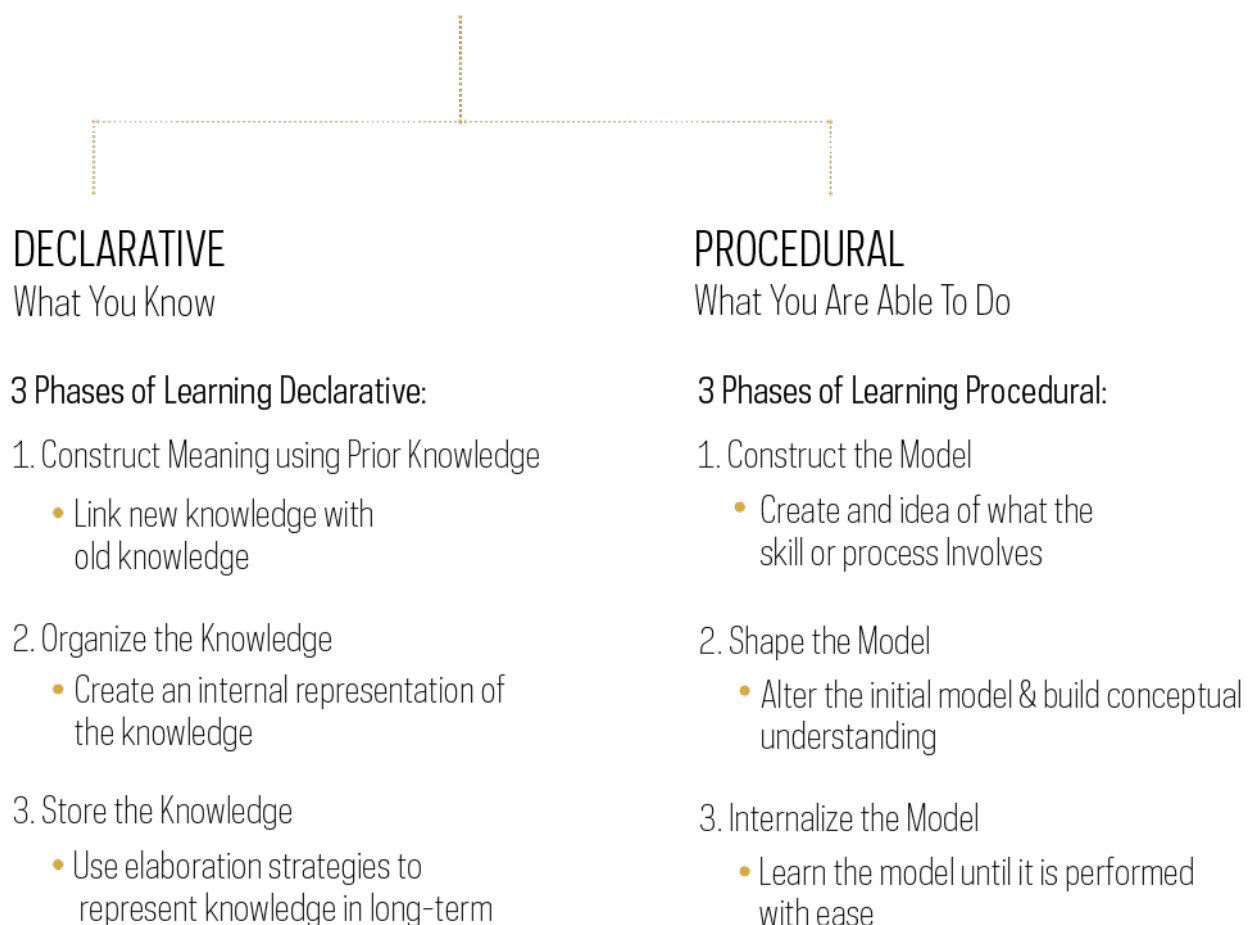 DECLARATIVE
What You Know
3 Phases of Learning Declarative:
1. Construct Meaning using Prior Knowledge
• Link new knowledge with
old knowledge
2. Organize the Knowledge
• Create an internal representation of
the knowledge
3. Store the Knowledge
• Use elaboration strategies to
represent knowledge in long-term
PROCEDURAL
What You Are Able To Do
3 Phases of Learning Procedural:
1. Construct the Model
• Create and idea of what the
skill or process Involves
2. Shape the Model
• Alter the initial model & build conceptual
understanding
3. Internalize the Model
• Learn the model until it is performed
with ease